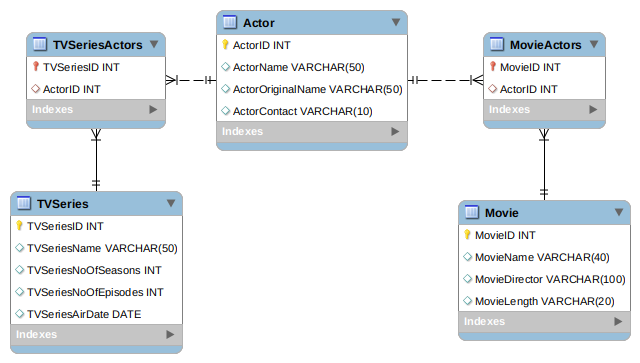 TVSeriesActors
TVSeriesID INT
ActorID INT
Indexes
Actor
ActorID INT
ActorName VARCHAR(50)
ActorOriginalName VARCHAR(50)
ActorContact VARCHAR(10)
Indexes
MovieActors
MovieID INT
ActorID INT
Indexes
TVSeries
TVSeriesID INT
TVSeriesName VARCHAR(50)
TVSeriesNoOfSeasons INT
TVSeriesNoOfEpisodes INT
TVSeriesAirDate DATE
Indexes
Movie
MovieID INT
MovieName VARCHAR(40)
MovieDirector VARCHAR(100)
MovieLength VARCHAR(20)
Indexes